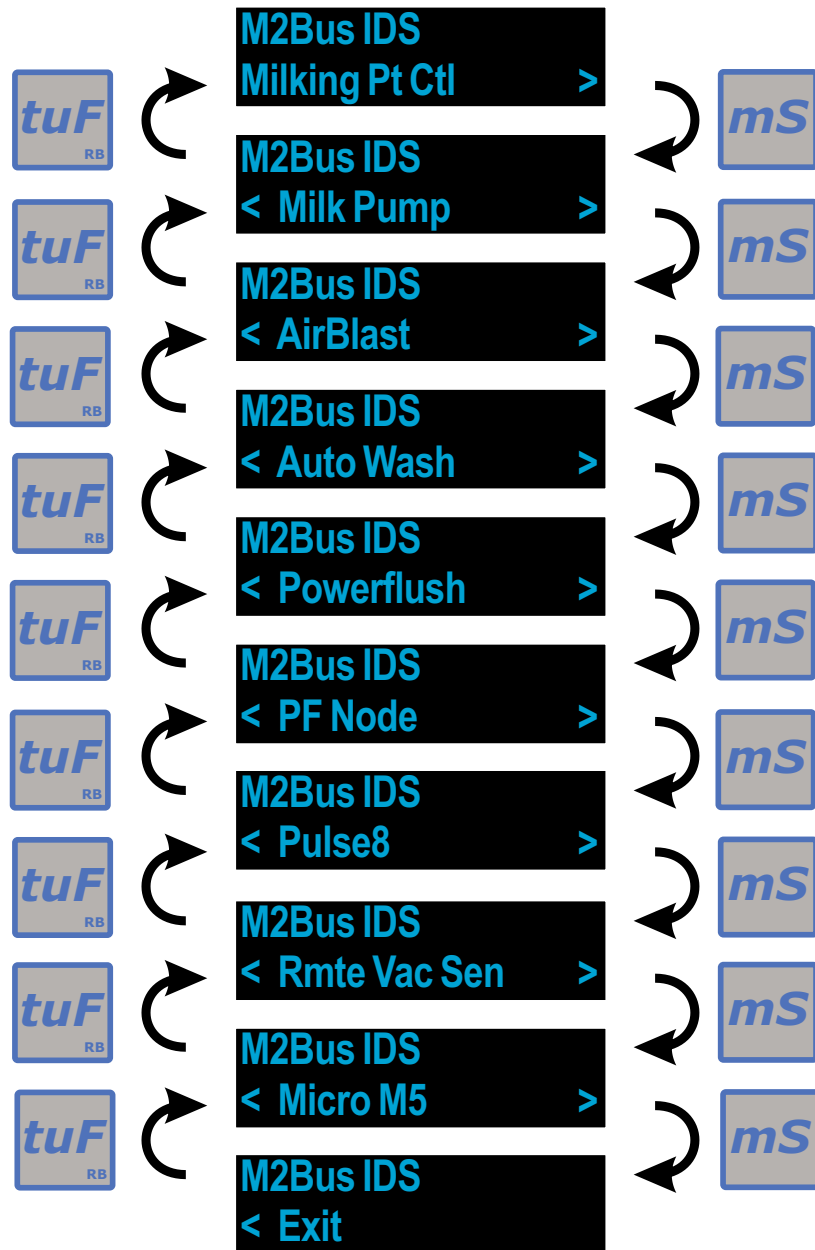 M2Bus IDS
Milking Pt Ctl >
tuF
RB
mS
M2Bus IDS
< Milk Pump >
tuF
RB
mS
M2Bus IDS
< AirBlast >
tuF
RB
mS
M2Bus IDS
< Auto Wash >
tuF
RB
mS
M2Bus IDS
< Powerflush >
tuF
RB
mS
M2Bus IDS
< PF Node >
tuF
RB
mS
M2Bus IDS
< Pulse8 >
tuF
RB
mS
M2Bus IDS
< Rmte Vac Sen >
tuF
RB
mS
M2Bus IDS
< Micro M5 >
tuF
RB
mS
M2Bus IDS
< Exit